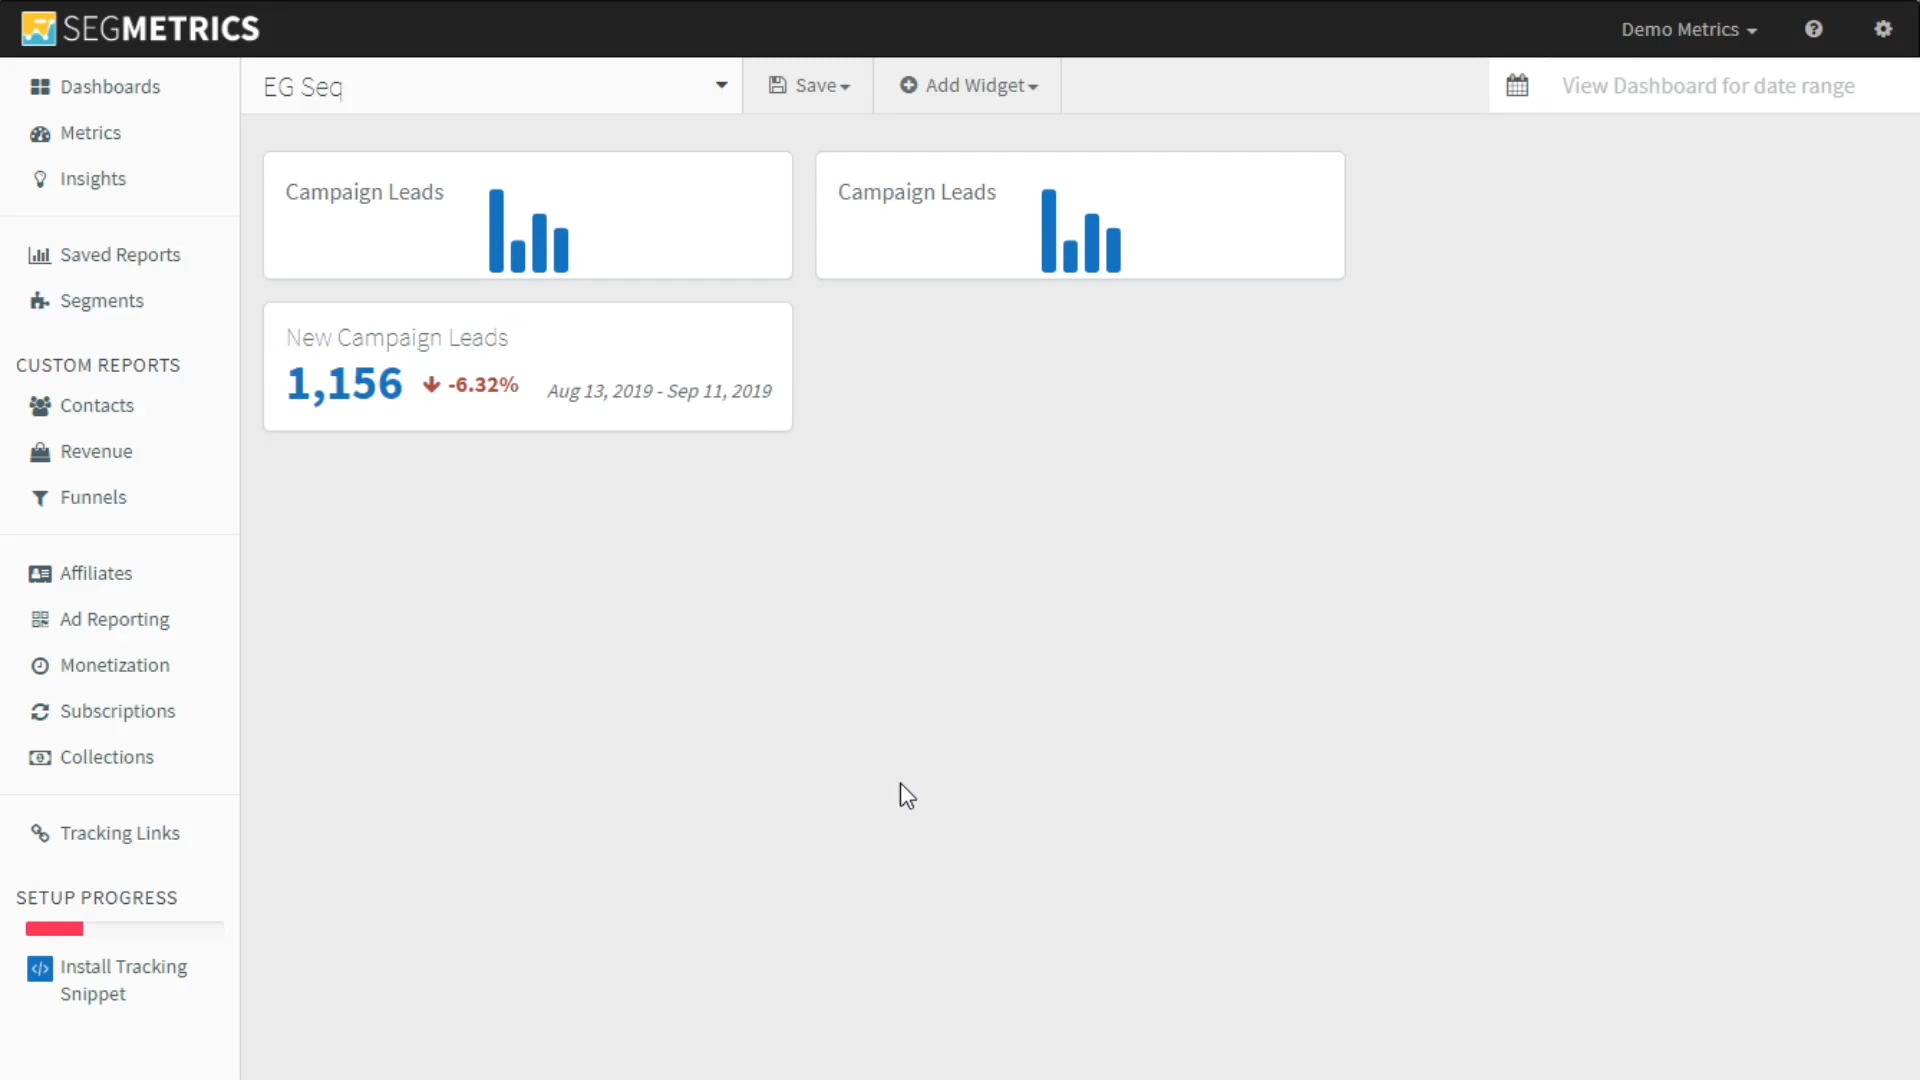 SEGMETRICS
Demo Metrics
Dashboards
Metrics
Insights
Saved Reports
Segments
CUSTOM REPORTS
Contacts
Revenue
Funnels
Affiliates
Ad Reporting
Monetization
Subscriptions
Collections
Tracking Links
SETUP PROGRESS
Install Tracking
Snippet
EG Seq
Save
Add Widget
View Dashboard for date range
Campaign Leads
Campaign Leads
New Campaign Leads
1,156 -6.32% Aug 13, 2019 - Sep 11, 2019